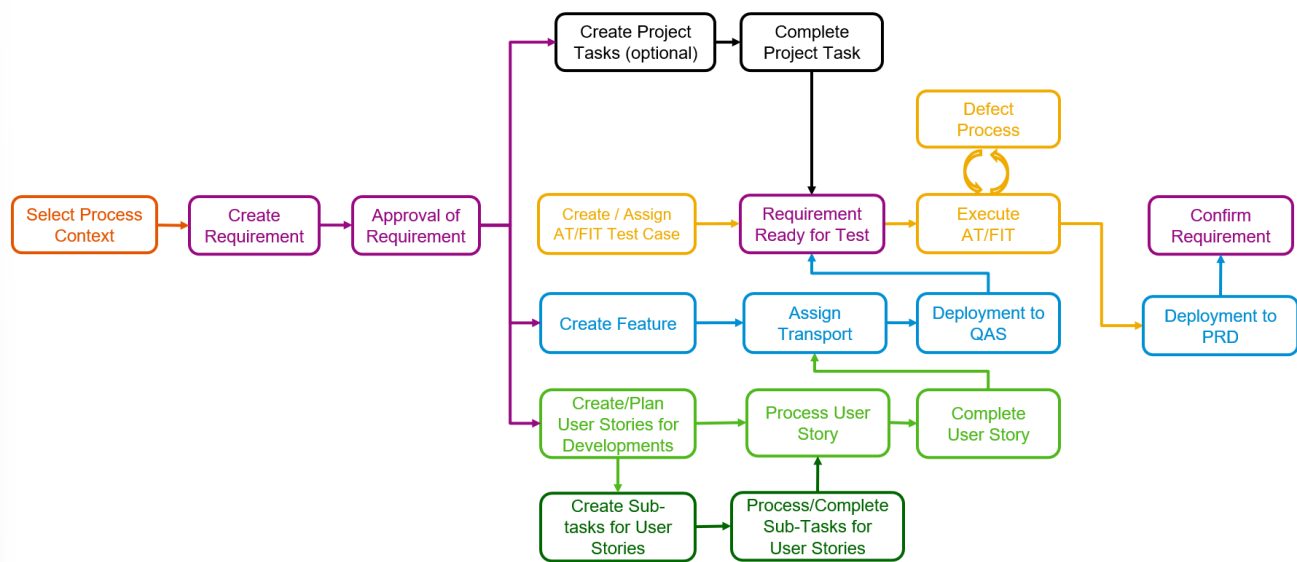 Create Project
Tasks (optional)
Complete
Project Task
Defect
Process
Select Process
Context
Create
Requirement
Approval of
Requirement
Create / Assign
AT/FIT Test Case
Requirement
Ready for Test
Execute
AT/FIT
Confirm
Requirement
Create Feature
Assign
Transport
Deployment to
QAS
Deployment to
PRD
Create/Plan
User Stories for
Developments
Process User
Story
Complete
User Story
Create Sub-
tasks for User
Stories
Process/Complete
Sub-Tasks for
User Stories